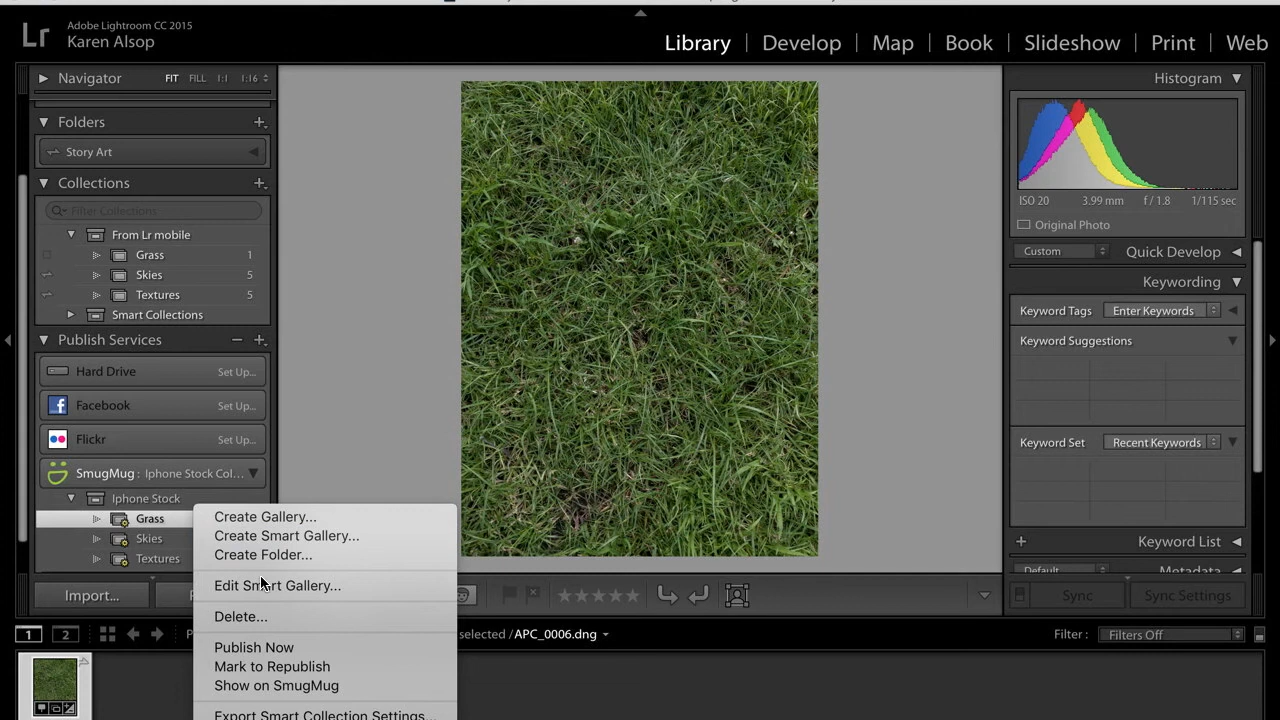 Lr
Adobe Lightroom CC 2015
Karen Alsop
Library | Develop | Map | Book | Slideshow | Print | Web
Navigator FIT FILL 1:1 1:16
Folders
Story Art
Collections
Filter Collections
From Lr mobile
Grass 1
Skies 5
Textures 5
Smart Collections
Publish Services
Hard Drive Set Up...
Facebook Set Up...
Flickr Set Up...
SmugMug : Iphone Stock Col...
Iphone Stock
Grass
Skies
Textures
Import...
Create Gallery...
Create Smart Gallery...
Create Folder...
Edit Smart Gallery...
Delete...
Publish Now
Mark to Republish
Show on SmugMug
Export Smart Collection Settings...
Histogram
ISO 20 3.99 mm f / 1.8 1/115 sec
Original Photo
Custom Quick Develop
Keywording
Keyword Tags Enter Keywords
Keyword Suggestions
Keyword Set Recent Keywords
Keyword List
Default Metadata
Sync Sync Settings
1 2 selected / APC_0006.dng
Filter : Filters Off